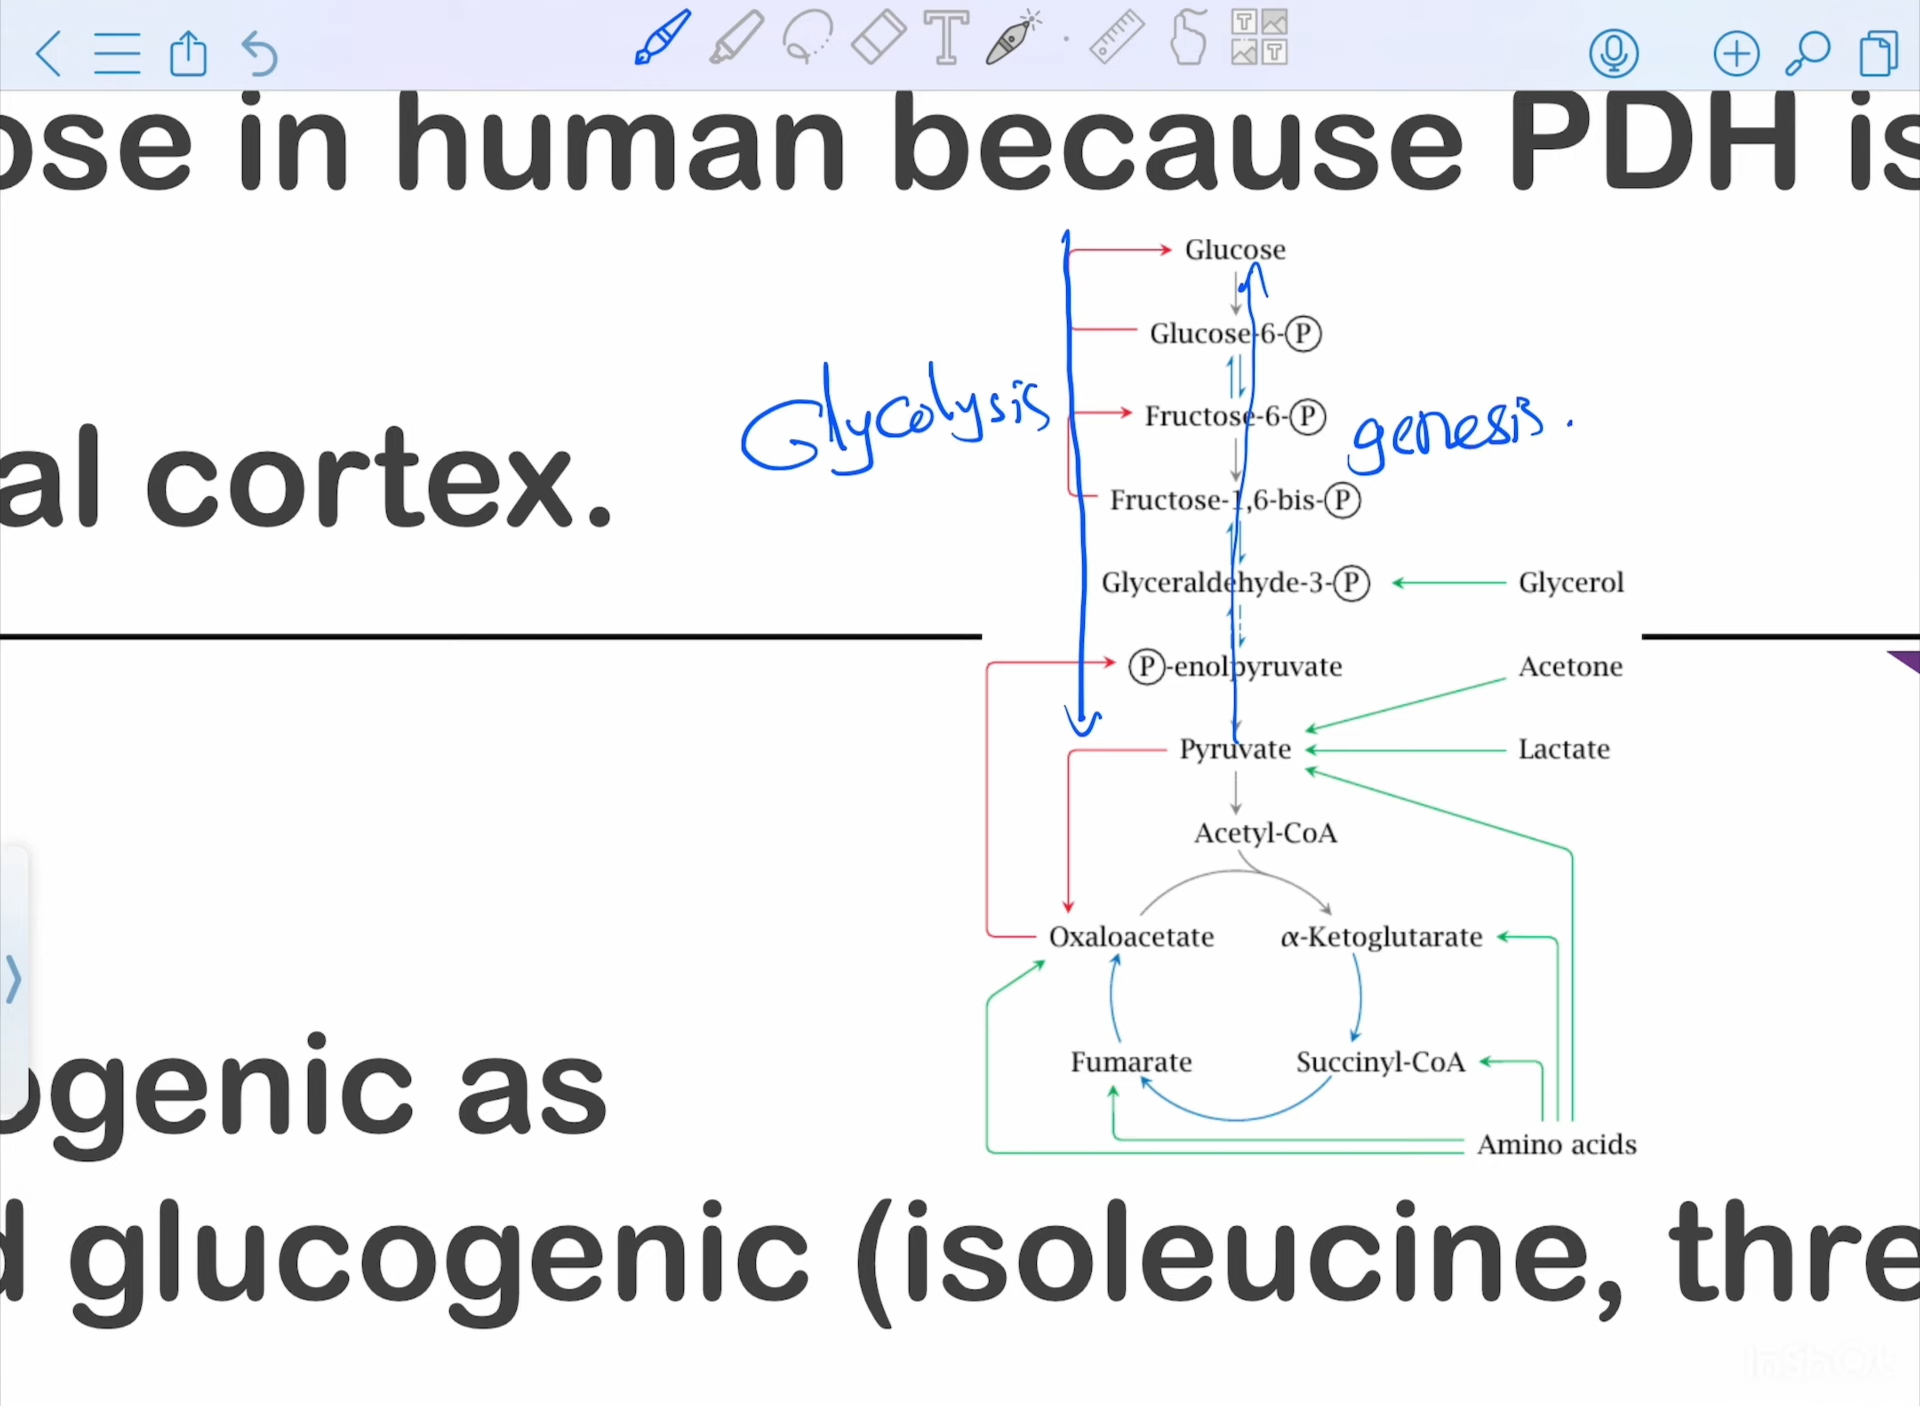 ose in human because PDH is
Glucose
Glucose-6-P
al cortex.
Glycolysis
Fructose-6-P
genesis.
Fructose-1,6-bis-P
Glyceraldehyde-3-P
Glycerol
P-enolpyruvate
Acetone
Pyruvate
Lactate
Acetyl-CoA
Oxaloacetate
α-Ketoglutarate
Fumarate
Succinyl-CoA
ogenic as
Amino acids
d glucogenic (isoleucine, thre
InShOt